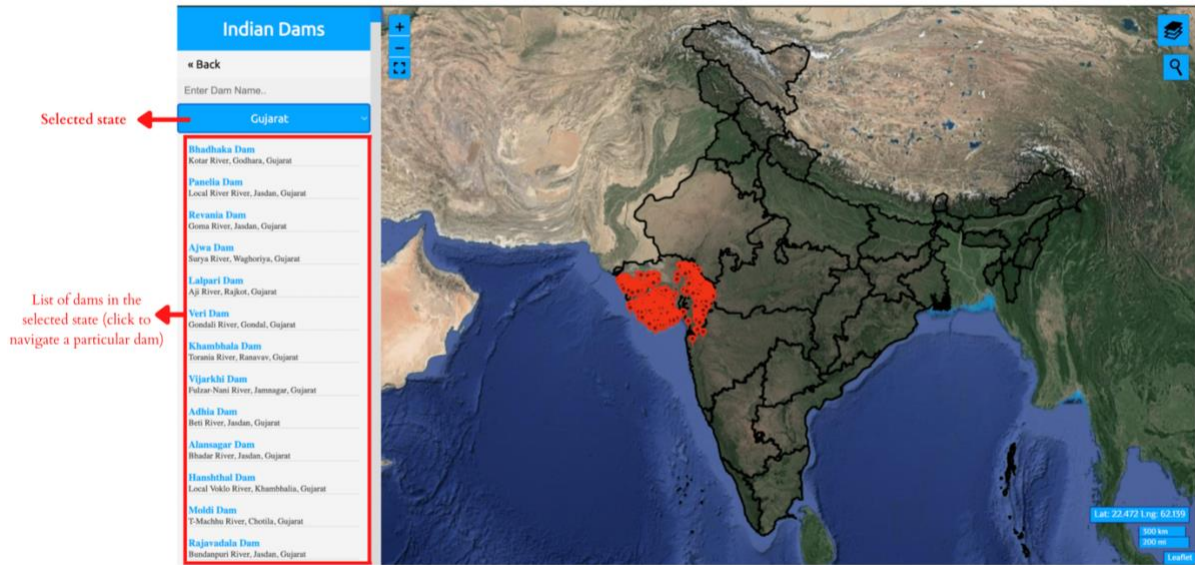 Indian Dams
« Back
Enter Dam Name..
Selected state
Gujarat
Bhadhaka Dam
Kotar River, Godhara, Gujarat
Panelia Dam
Local River River, Jasdan, Gujarat
Revania Dam
Goma River, Jasdan, Gujarat
Ajwa Dam
Surya River, Waghoriya, Gujarat
Lalpari Dam
Aji River, Rajkot, Gujarat
List of dams in the
selected state (click to
navigate a particular dam)
Veri Dam
Gondali River, Gondal, Gujarat
Khambhala Dam
Torania River, Ranavav, Gujarat
Vijarkhi Dam
Fulzar-Nani River, Jamnagar, Gujarat
Adhia Dam
Beti River, Jasdan, Gujarat
Alansagar Dam
Bhadar River, Jasdan, Gujarat
Hanshthal Dam
Local Voklo River, Khambhalia, Gujarat
Moldi Dam
T-Machhu River, Chotila, Gujarat
Rajavadala Dam
Bundanpuri River, Jasdan, Gujarat
+
−
Lat: 22.472 Lng: 62.139
300 km
200 mi
Leaflet